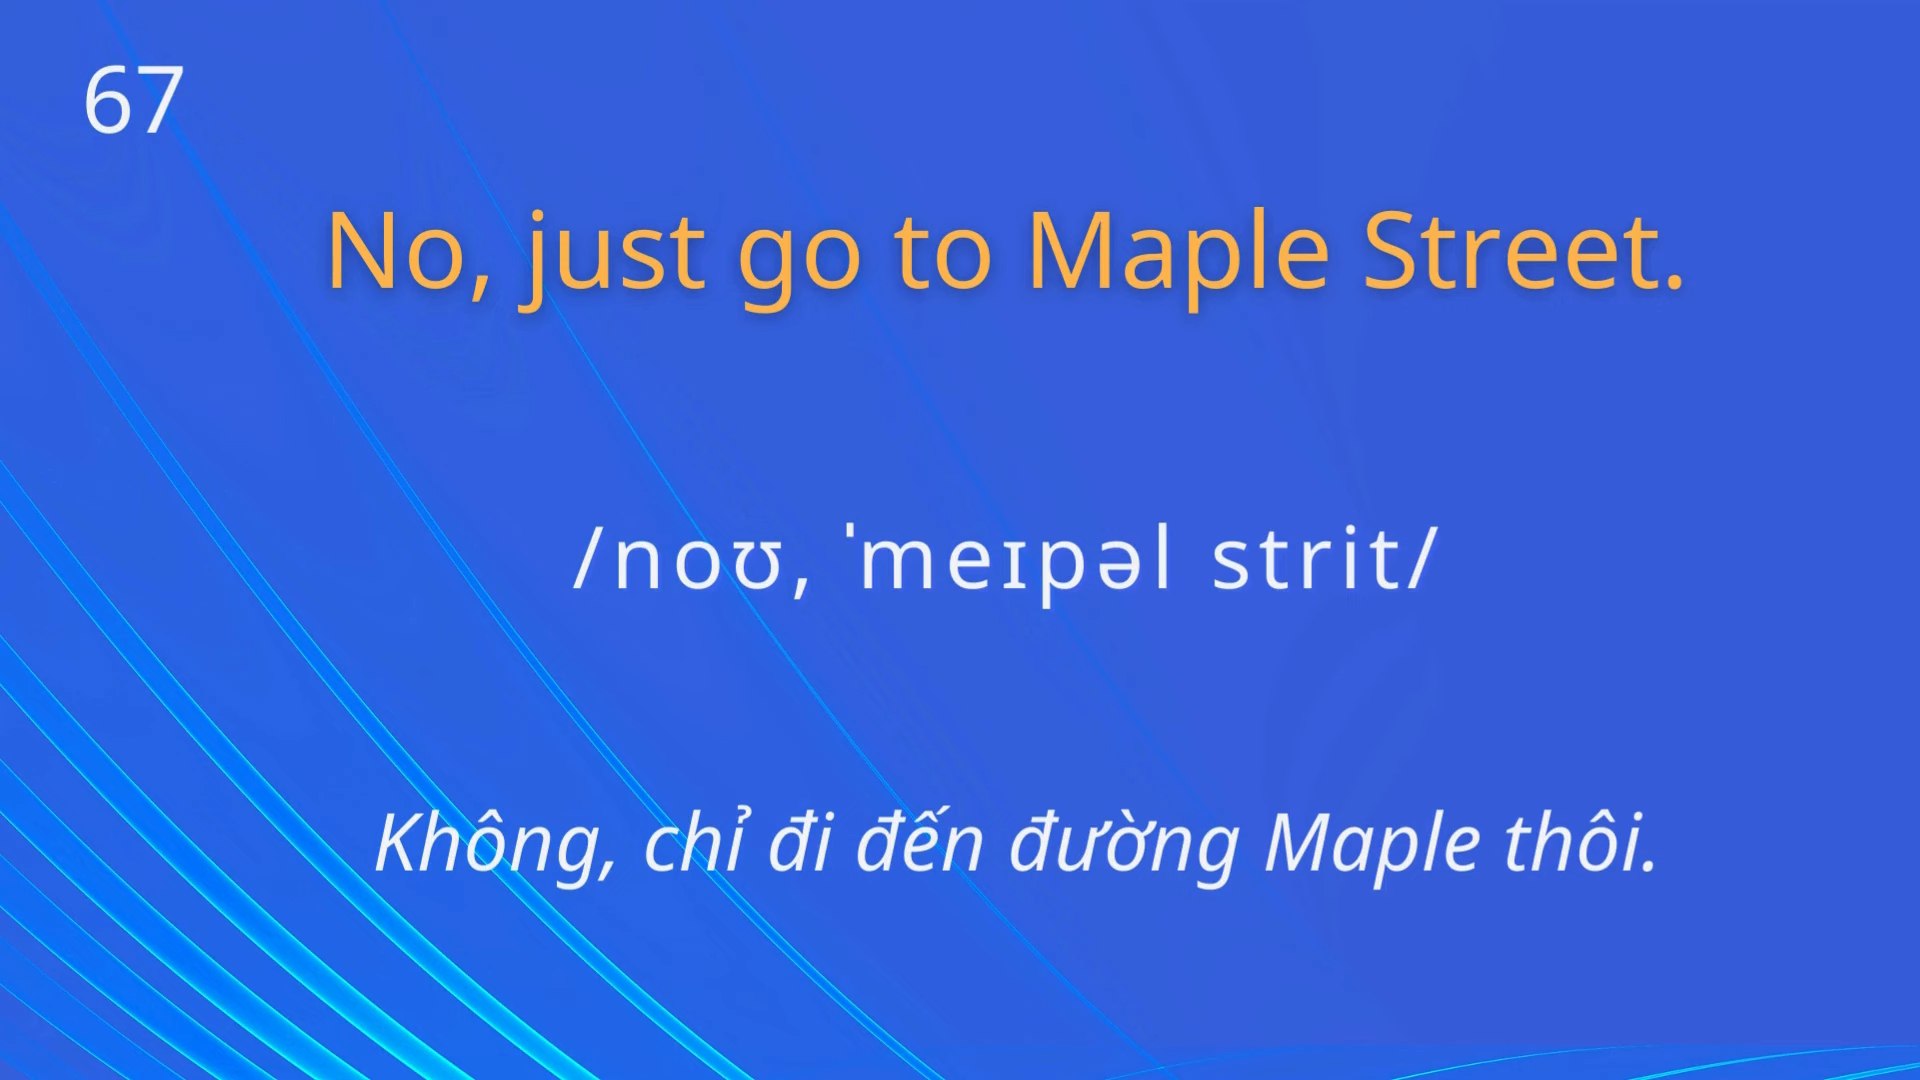 67
No, just go to Maple Street.
/noʊ, ˈmeɪpəl strit/
Không, chỉ đi đến đường Maple thôi.